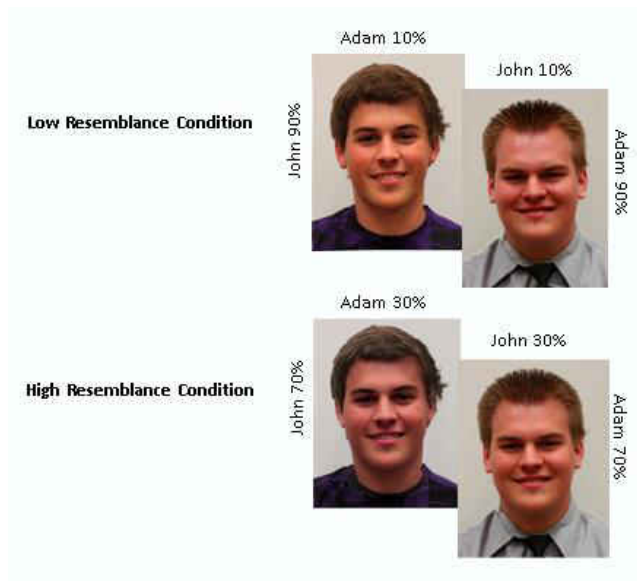 Adam 10%
John 10%
Low Resemblance Condition
John 90%
Adam 90%
Adam 30%
John 30%
High Resemblance Condition
John 70%
Adam 70%